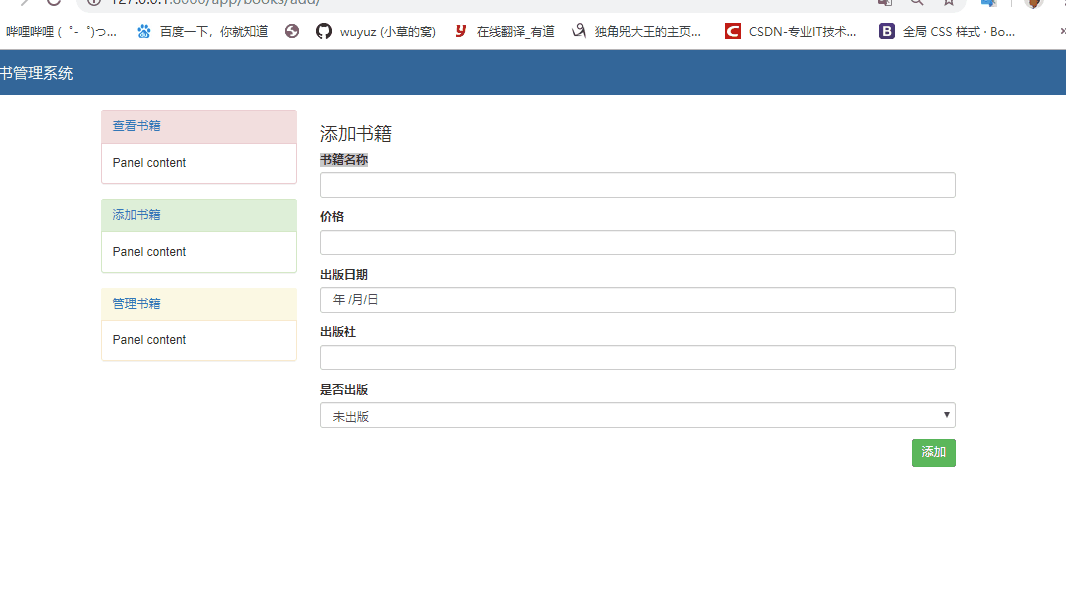 127.0.0.1:8000/app/books/add/
哔哩哔哩 ( ゜- ゜)つ... 百度一下，你就知道 wuyuz (小草的窝) 在线翻译_有道 独角兕大王的主页... CSDN-专业IT技术... B 全局 CSS 样式 · Bo... »
书管理系统
查看书籍
Panel content
添加书籍
Panel content
管理书籍
Panel content
添加书籍
书籍名称
价格
出版日期
年 /月/日
出版社
是否出版
未出版
添加